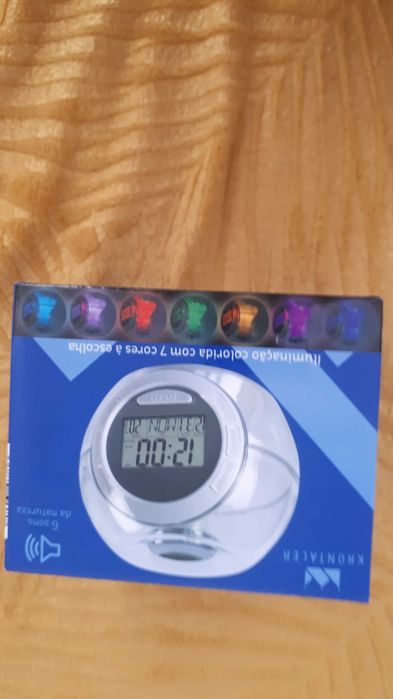 KRONTALER
6 sons
da natureza
12:00
Iluminação colorida com 7 cores à escolha